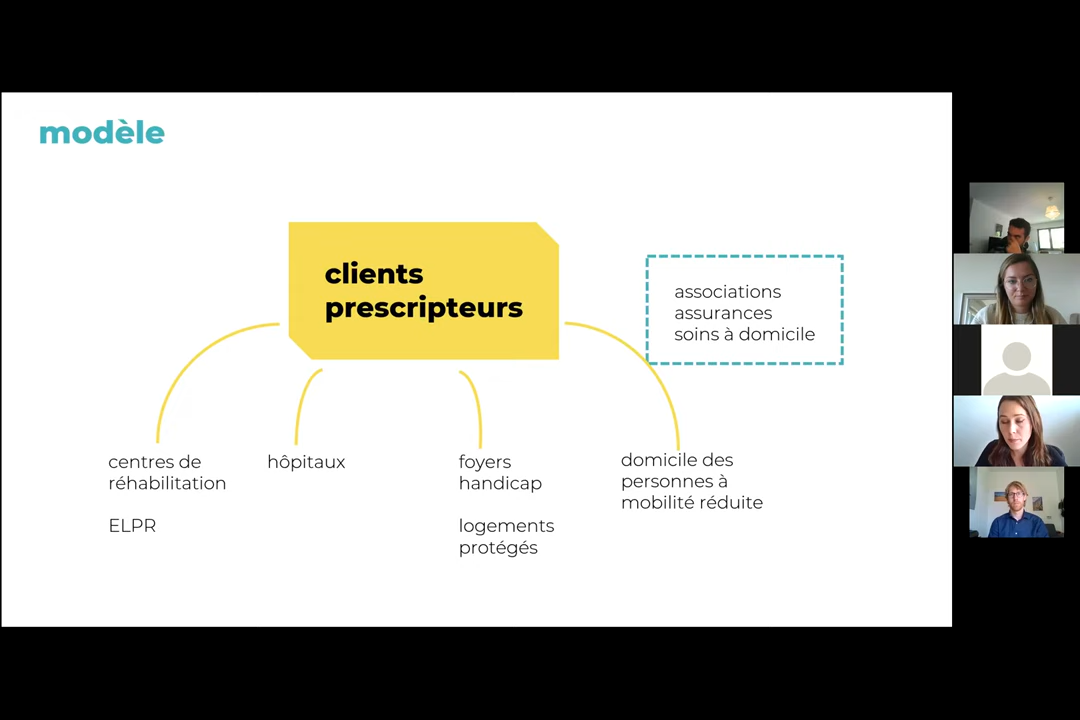 modèle
clients
prescripteurs
associations
assurances
soins à domicile
centres de
réhabilitation
ELPR
hôpitaux
foyers
handicap
logements
protégés
domicile des
personnes à
mobilité réduite